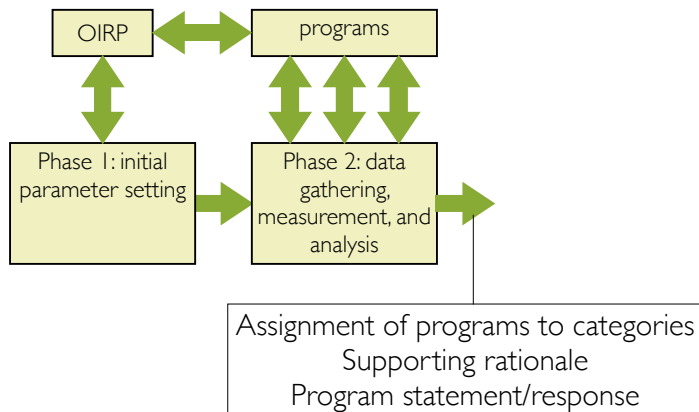 OIRP
programs
Phase 1: initial
parameter setting
Phase 2: data
gathering,
measurement, and
analysis
Assignment of programs to categories
Supporting rationale
Program statement/response